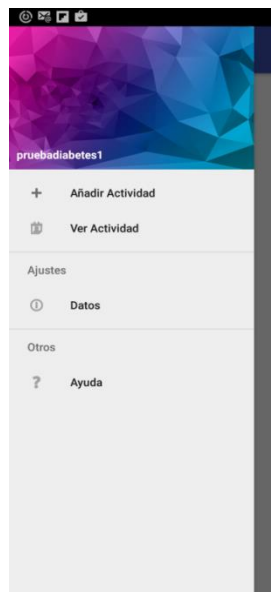 pruebadiabetes1
Añadir Actividad
Ver Actividad
Ajustes
Datos
Otros
Ayuda